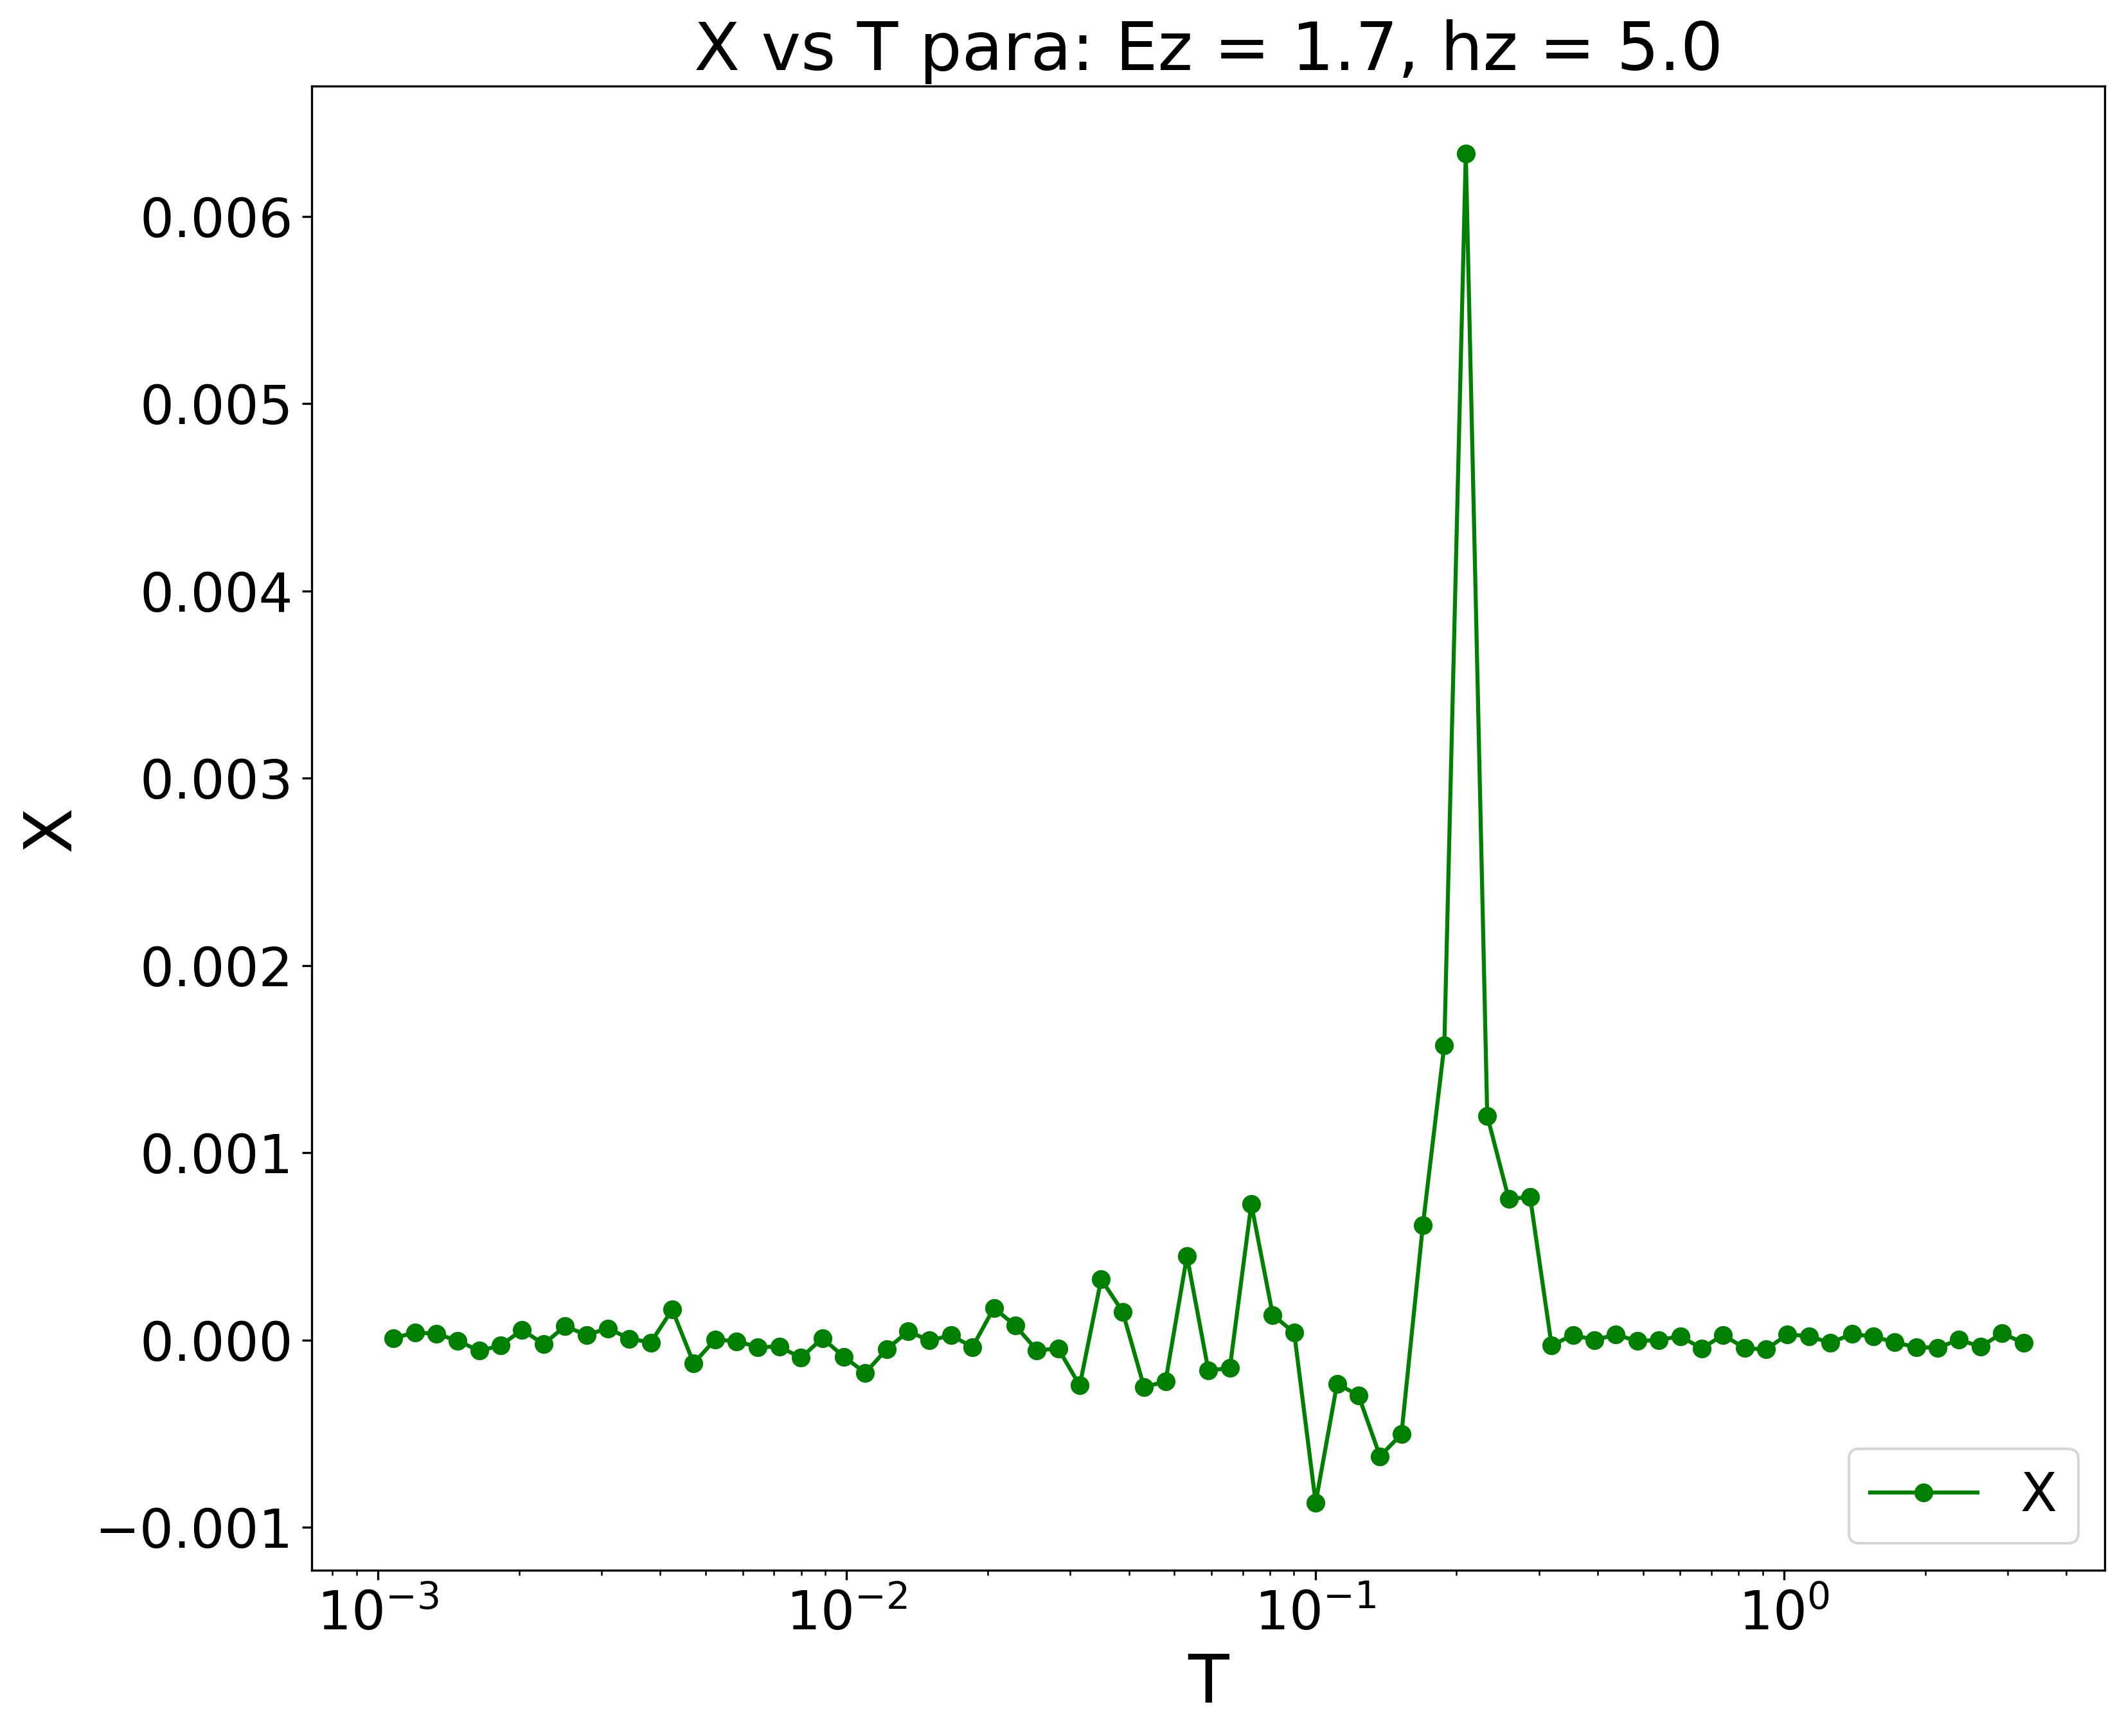 X vs T para: Ez = 1.7, hz = 5.0
0.006
0.005
0.004
0.003
0.002
0.001
0.000
−0.001
X
X
10⁻³ 10⁻² 10⁻¹ 10⁰
T